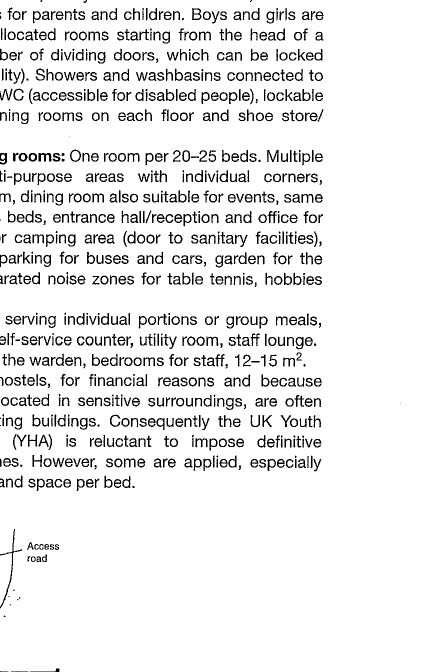 for parents and children. Boys and girls are
llocated rooms starting from the head of a
ber of dividing doors, which can be locked
lity). Showers and washbasins connected to
WC (accessible for disabled people), lockable
ning rooms on each floor and shoe store/
g rooms: One room per 20–25 beds. Multiple
ti-purpose areas with individual corners,
m, dining room also suitable for events, same
beds, entrance hall/reception and office for
r camping area (door to sanitary facilities),
parking for buses and cars, garden for the
arated noise zones for table tennis, hobbies
serving individual portions or group meals,
elf-service counter, utility room, staff lounge.
the warden, bedrooms for staff, 12–15 m².
hostels, for financial reasons and because
ocated in sensitive surroundings, are often
ting buildings. Consequently the UK Youth
(YHA) is reluctant to impose definitive
nes. However, some are applied, especially
and space per bed.
Access
road